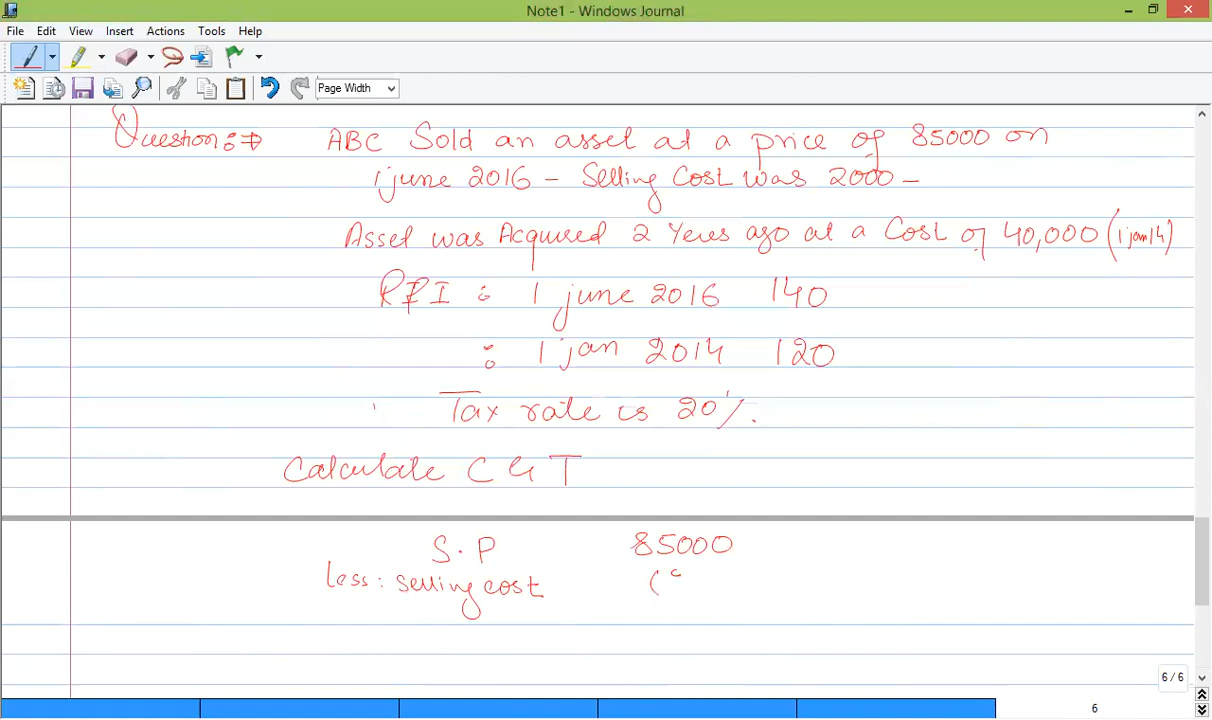 Note1 - Windows Journal
File Edit View Insert Actions Tools Help
Page Width
Question:⇒ ABC Sold an asset at a price of 85000 on
1 june 2016 - Selling Cost was 2000 -
Asset was Acquired 2 Yeres ago at a Cost of 40,000 (1 jan 14)
RPI : 1 june 2016 140
: 1 jan 2014 120
Tax rate is 20%.
Calculate C G T
S.P 85000
less: selling cost (
6/6
6